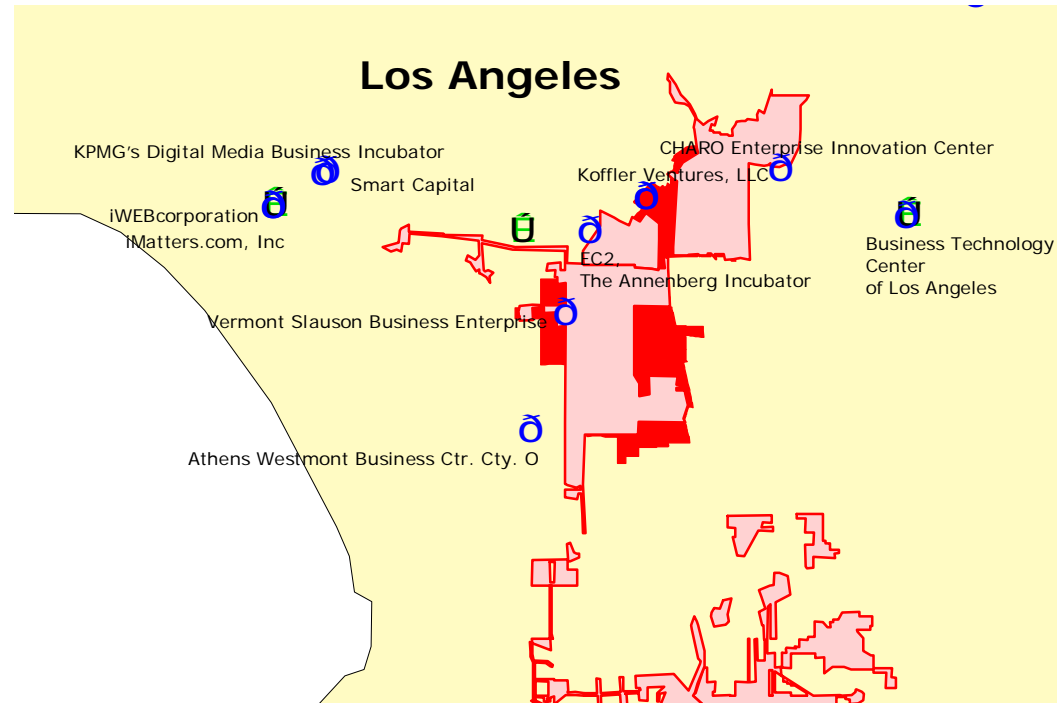 Los Angeles
CHARO Enterprise Innovation Center
KPMG's Digital Media Business Incubator
Koffler Ventures, LLC
Smart Capital
iWEBcorporation
iMatters.com, Inc
EC2,
The Annenberg Incubator
Business Technology
Center
of Los Angeles
Vermont Slauson Business Enterprise
Athens Westmont Business Ctr. Cty. O